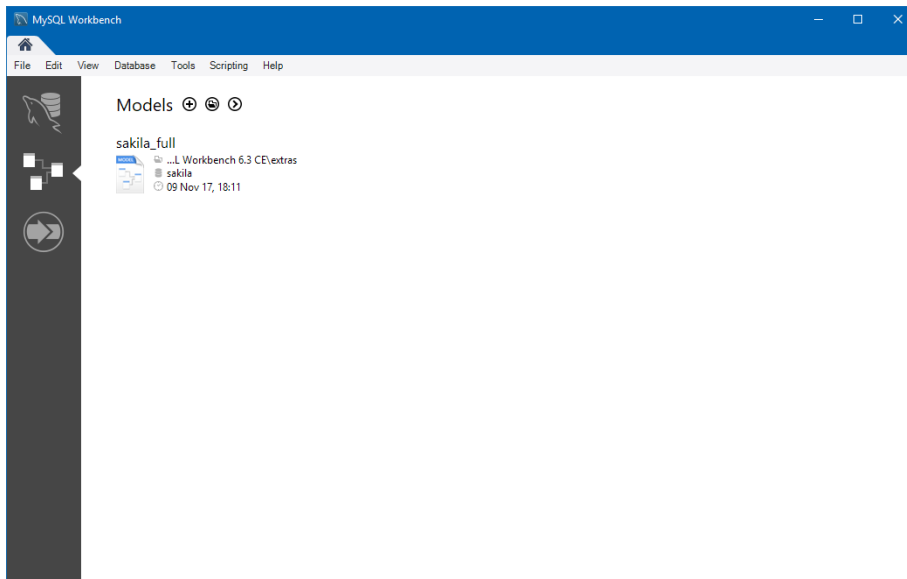 MySQL Workbench
File Edit View Database Tools Scripting Help
Models
sakila_full
MODEL
...L Workbench 6.3 CE\extras
sakila
09 Nov 17, 18:11